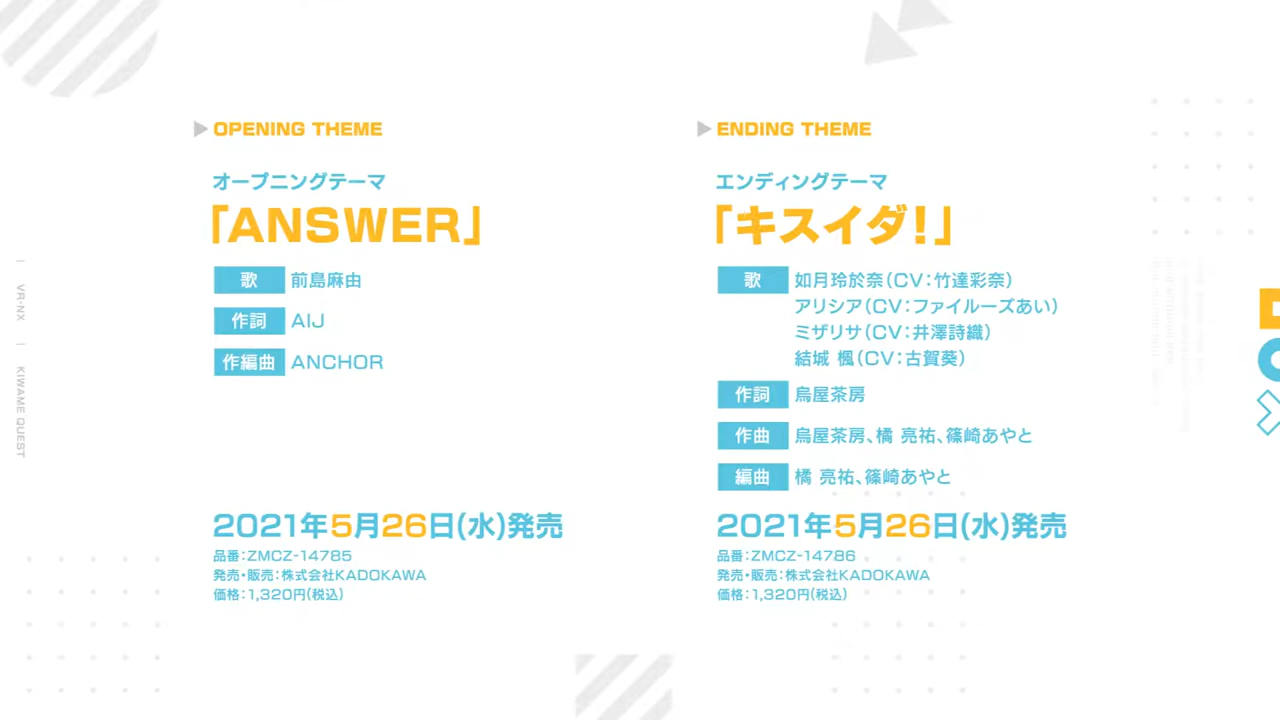 OPENING THEME
オープニングテーマ
「ANSWER」
歌 前島麻由
作詞 AIJ
作編曲 ANCHOR
2021年5月26日(水)発売
品番:ZMCZ-14785
発売・販売:株式会社KADOKAWA
価格:1,320円(税込)
ENDING THEME
エンディングテーマ
「キスイダ!」
歌 如月玲於奈(CV:竹達彩奈)
アリシア(CV:ファイルーズあい)
ミザリサ(CV:井澤詩織)
結城 楓(CV:古賀葵)
作詞 烏屋茶房
作曲 烏屋茶房、橘 亮祐、篠崎あやと
編曲 橘 亮祐、篠崎あやと
2021年5月26日(水)発売
品番:ZMCZ-14786
発売・販売:株式会社KADOKAWA
価格:1,320円(税込)
VR-NX
KIWAME QUEST